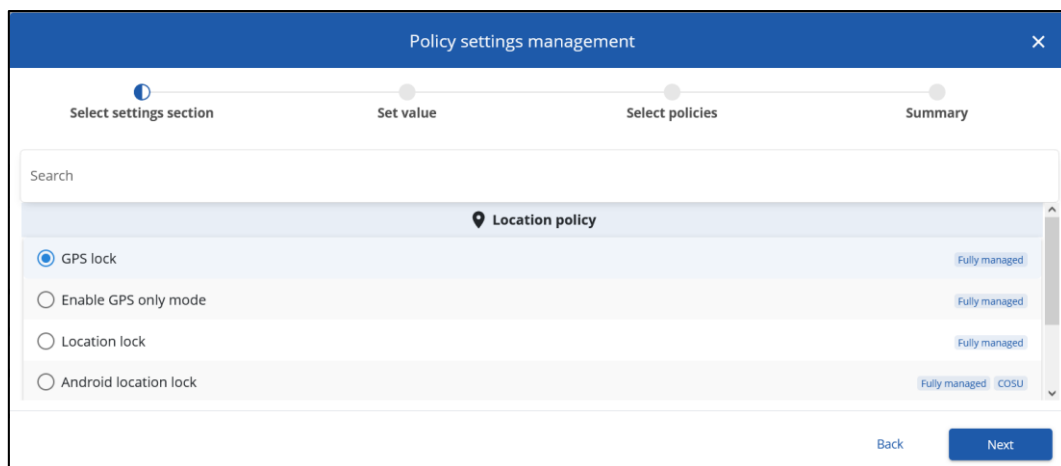 Policy settings management
Select settings section Set value Select policies Summary
Search
Location policy
GPS lock Fully managed
Enable GPS only mode Fully managed
Location lock Fully managed
Android location lock Fully managed COSU
Back Next